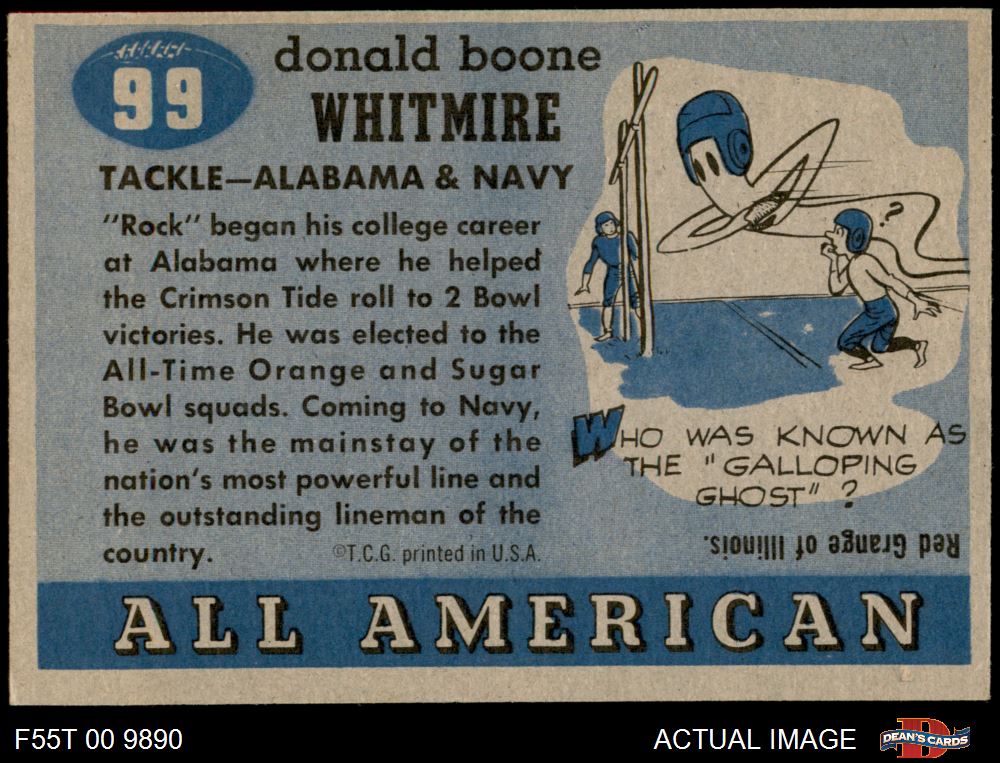 99
donald boone
WHITMIRE
TACKLE—ALABAMA & NAVY
"Rock" began his college career
at Alabama where he helped
the Crimson Tide roll to 2 Bowl
victories. He was elected to the
All-Time Orange and Sugar
Bowl squads. Coming to Navy,
he was the mainstay of the
nation's most powerful line and
the outstanding lineman of the
country.
©T.C.G. printed in U.S.A.
?
WHO WAS KNOWN AS
THE "GALLOPING
GHOST" ?
Red Grange of Illinois.
ALL AMERICAN
F55T 00 9890
ACTUAL IMAGE
D
DEAN'S CARDS